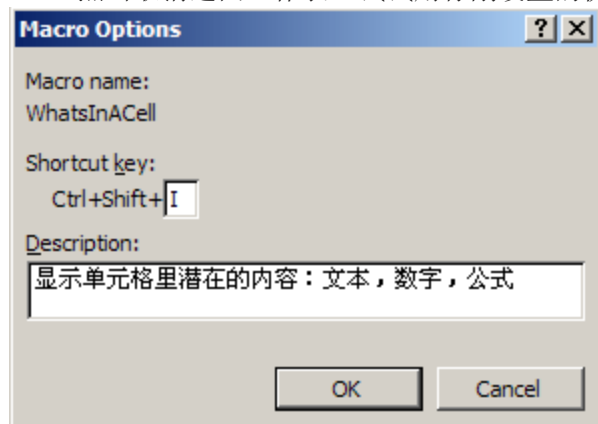 Macro Options
Macro name:
WhatsInACell
Shortcut key:
Ctrl+Shift+I
Description:
显示单元格里潜在的内容：文本，数字，公式
OK Cancel